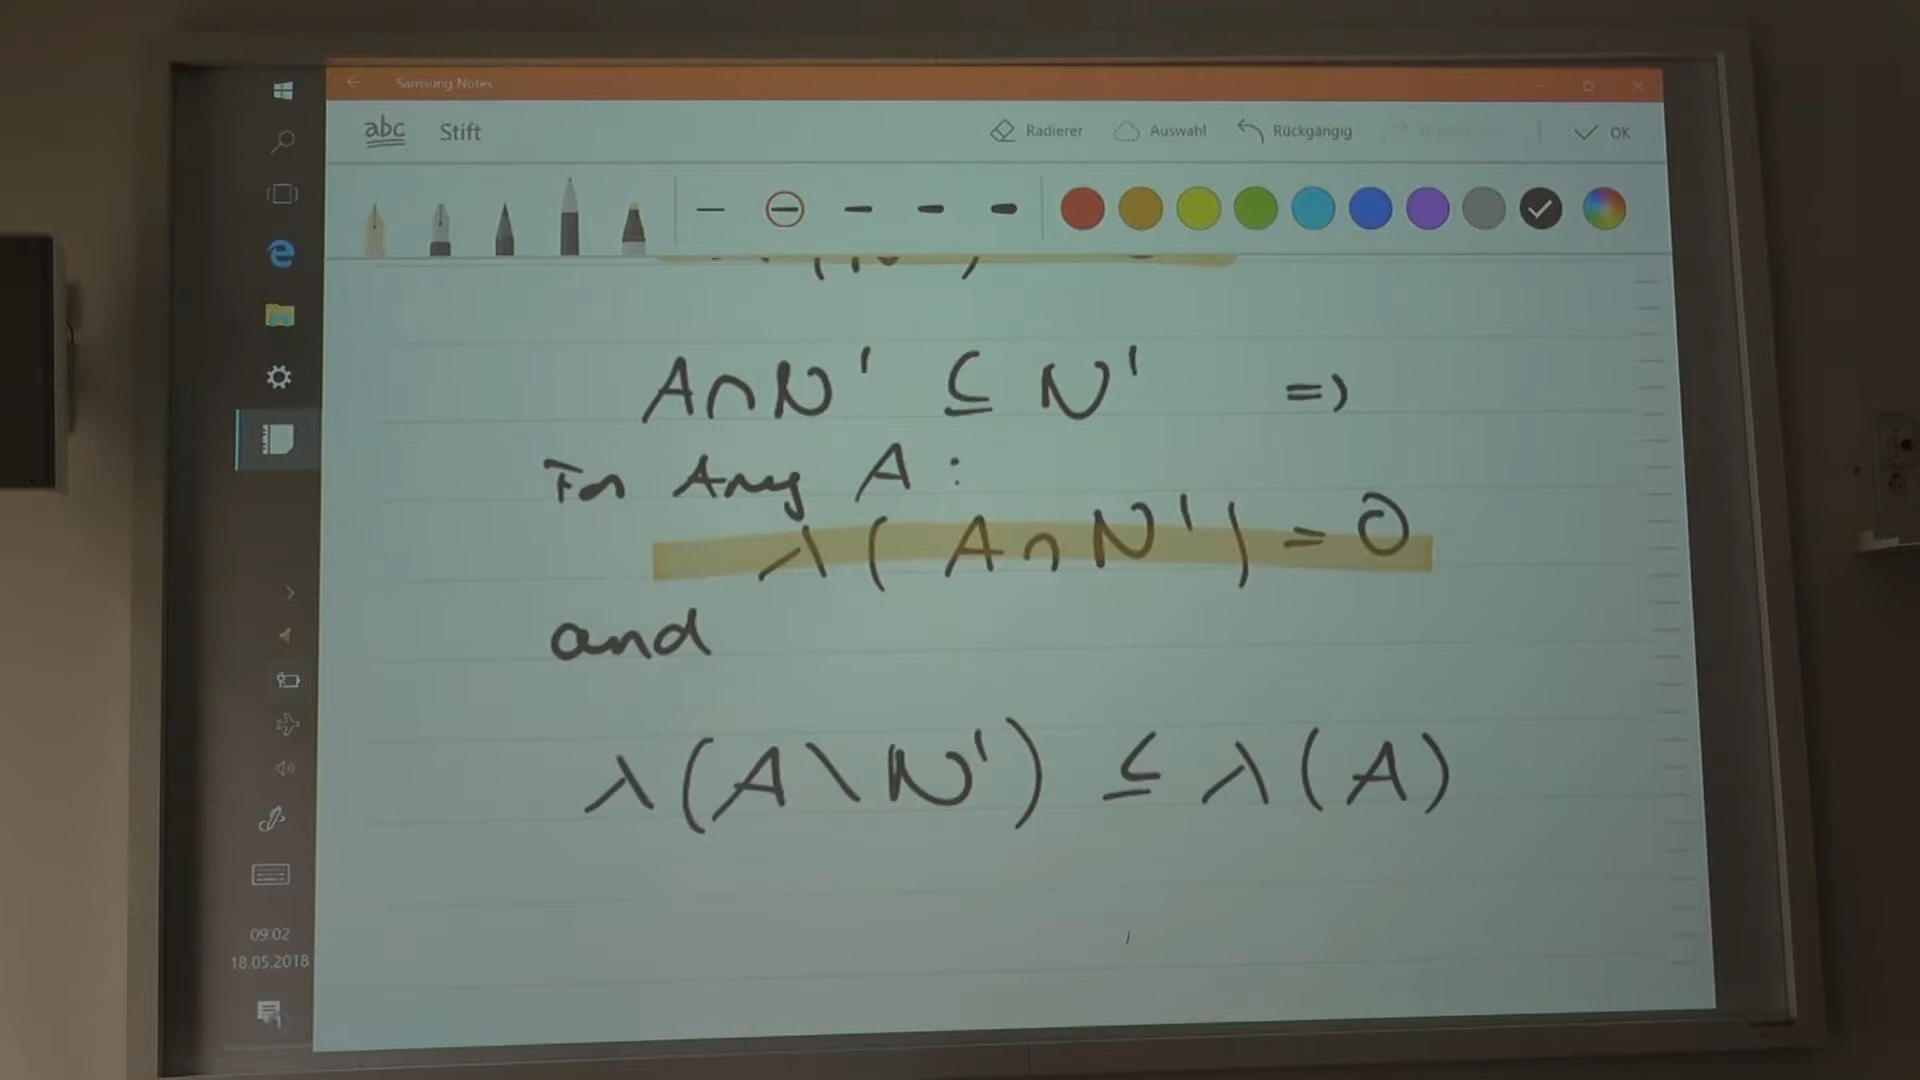 Samsung Notes
abc Stift Radierer Auswahl Rückgängig OK
A∩N' ⊆ N' =>
For Any A :
λ(A∩N') = 0
and
λ(A\N') ≤ λ(A)
09:02
18.05.2018